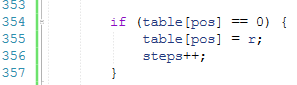 353
354 if (table[pos] == 0) {
355 table[pos] = r;
356 steps++;
357 }